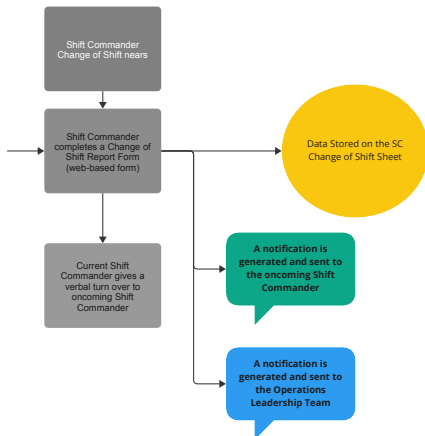 Shift Commander
Change of Shift nears
Shift Commander
completes a Change of
Shift Report Form
(web-based form)
Data Stored on the SC
Change of Shift Sheet
Current Shift
Commander gives a
verbal turn over to
oncoming Shift
Commander
A notification is
generated and sent to
the oncoming Shift
Commander
A notification is
generated and sent to
the Operations
Leadership Team